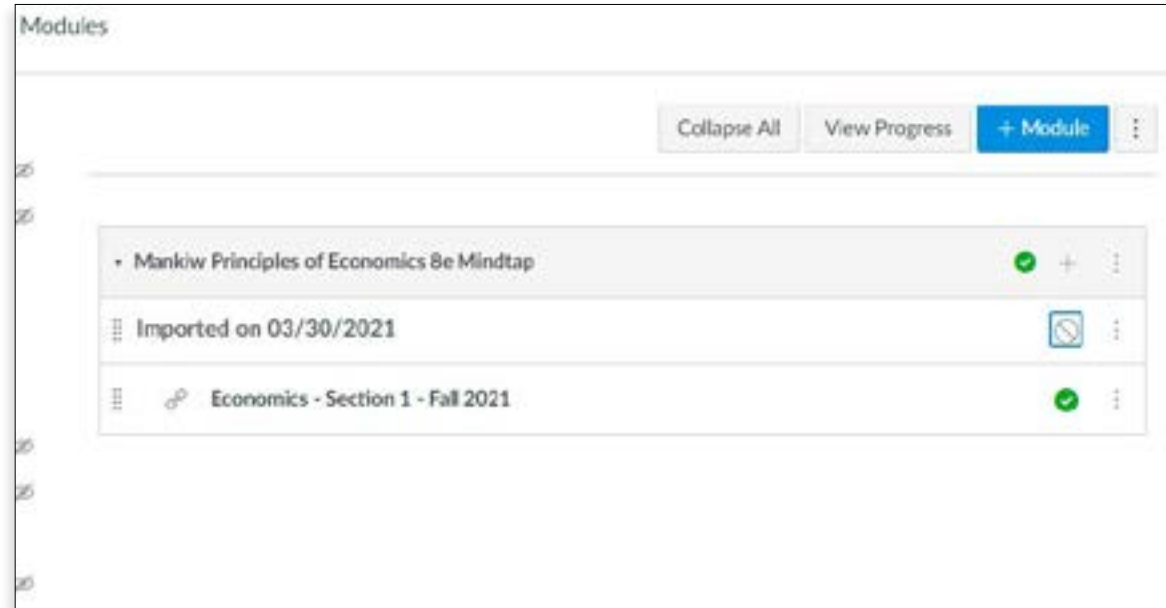 Modules
Collapse All View Progress + Module
Mankiw Principles of Economics 8e Mindtap
Imported on 03/30/2021
Economics - Section 1 - Fall 2021